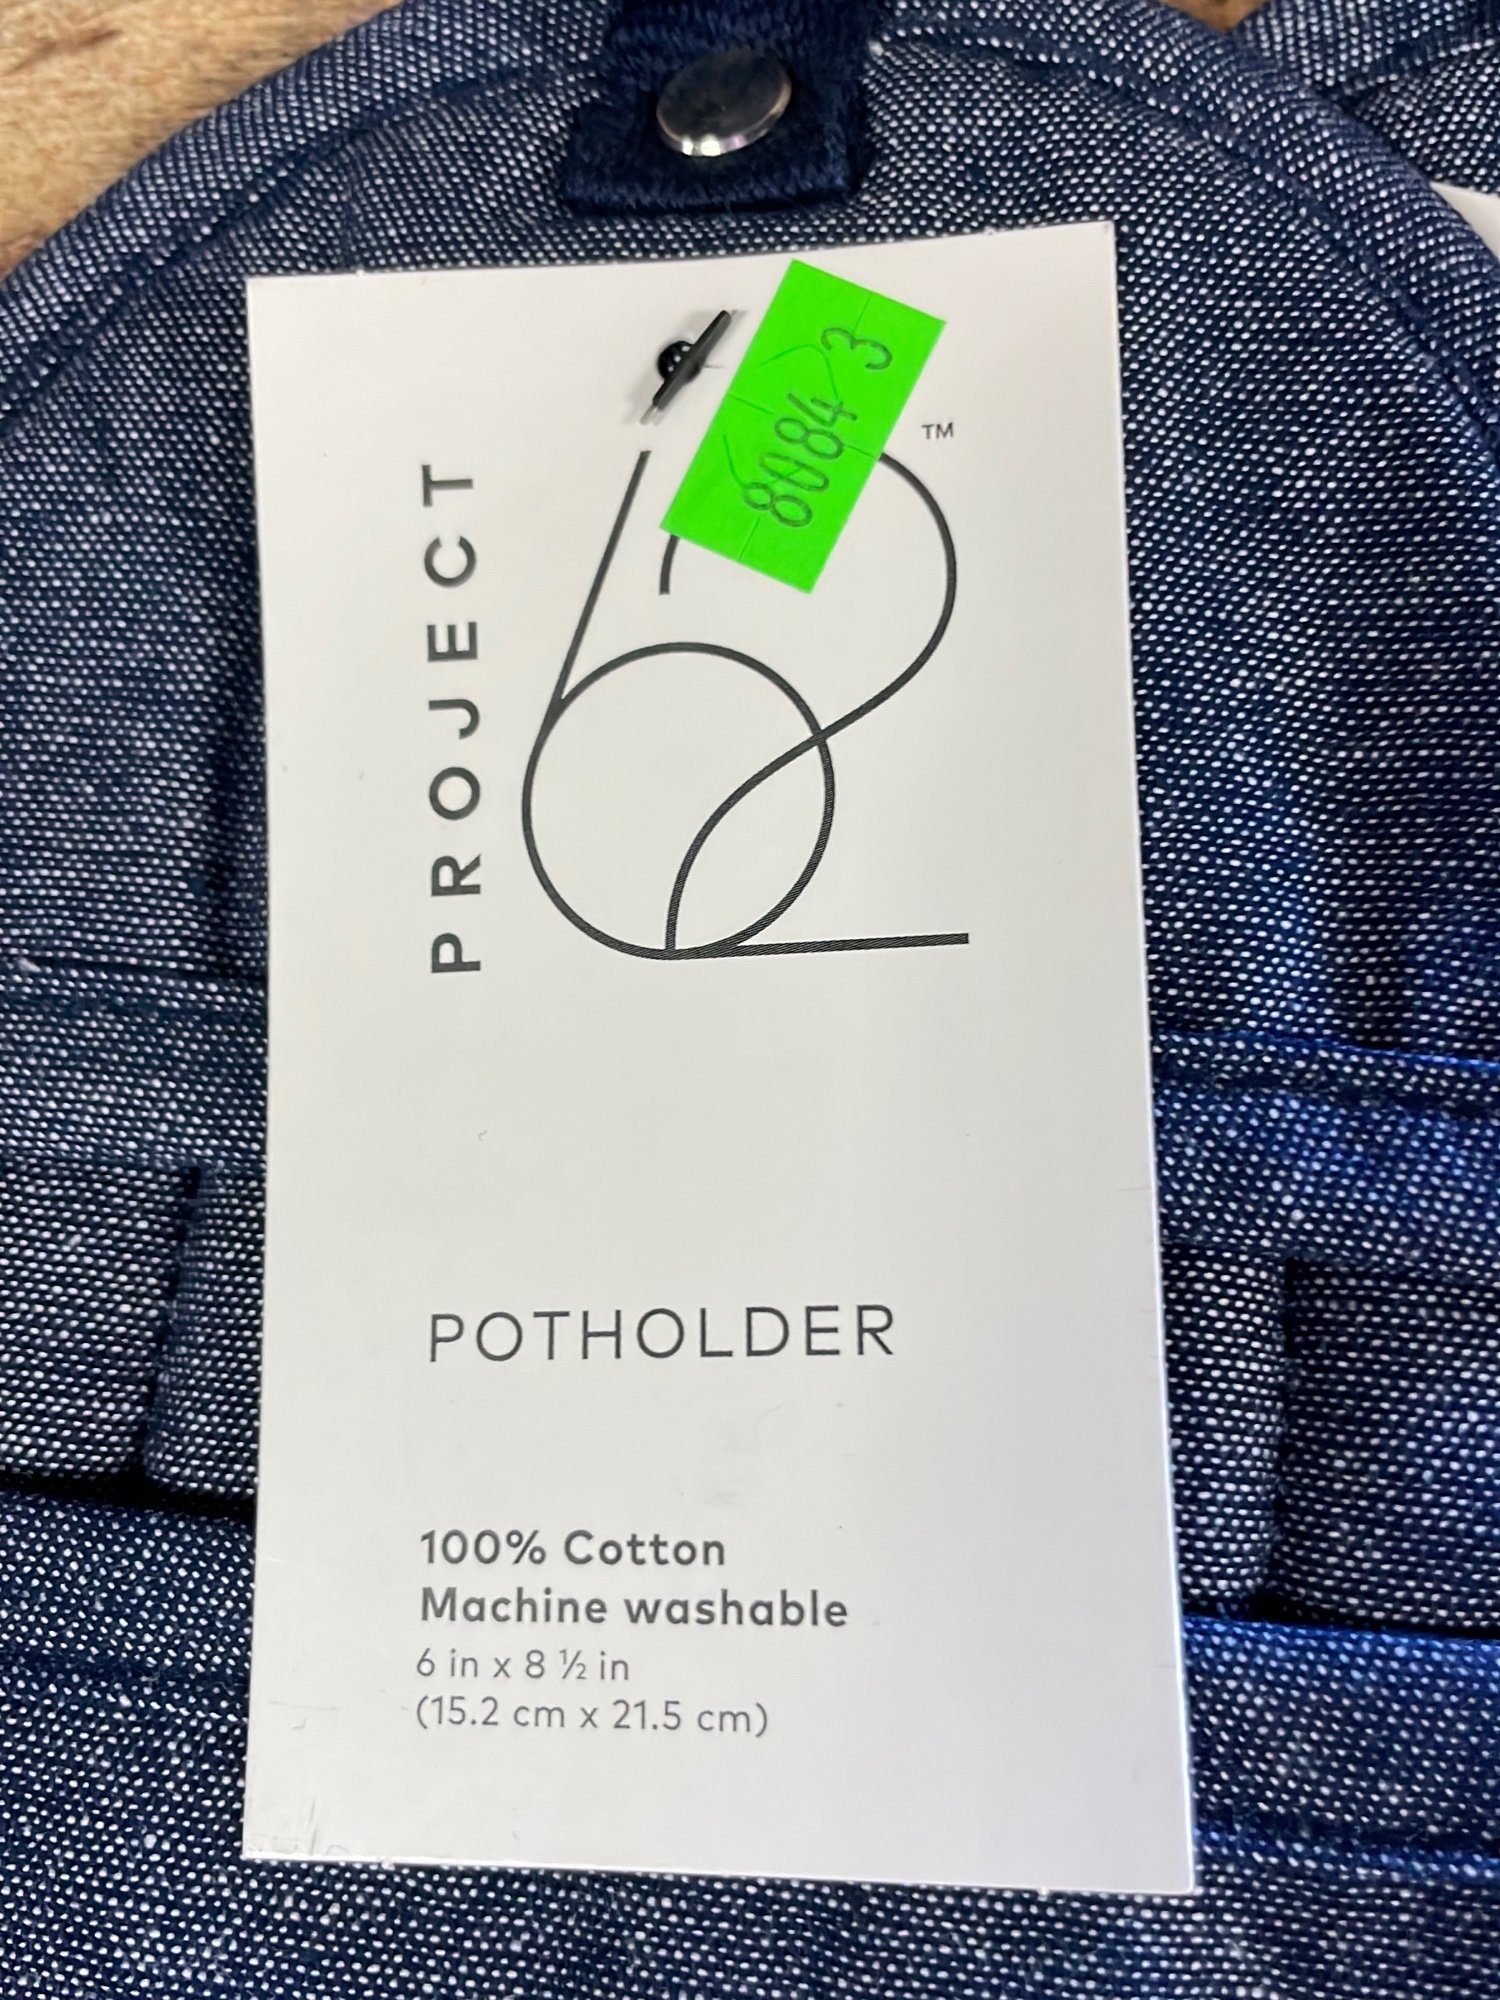 8084 3
™
PROJECT
62
POTHOLDER
100% Cotton
Machine washable
6 in x 8 ½ in
(15.2 cm x 21.5 cm)